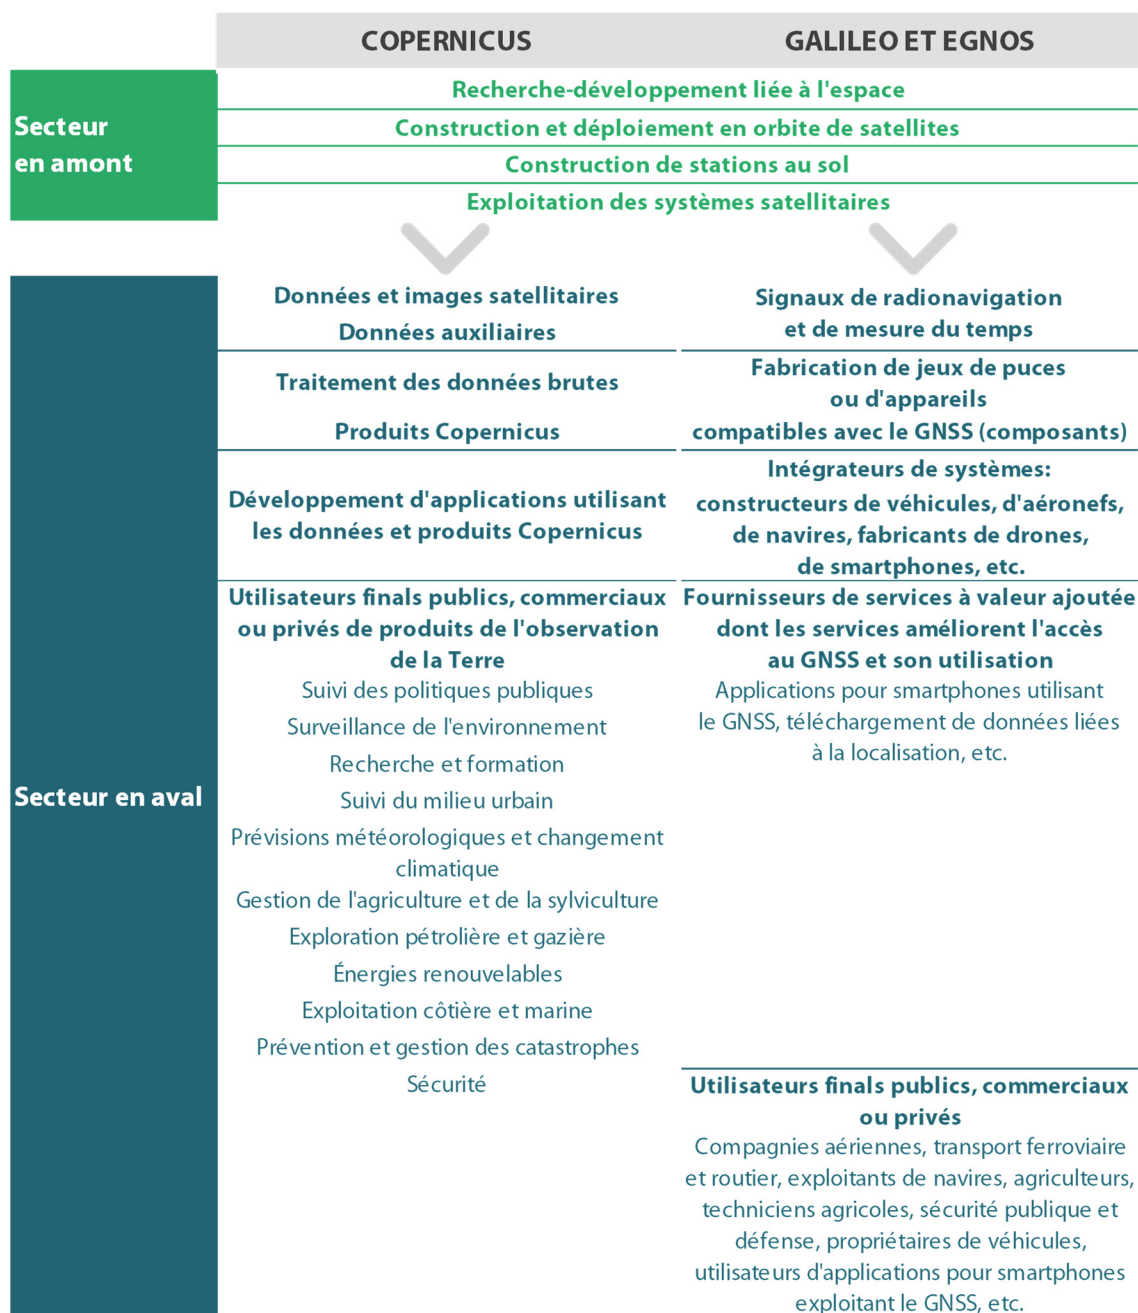 COPERNICUS
GALILEO ET EGNOS
Secteur
en amont
Recherche-développement liée à l'espace
Construction et déploiement en orbite de satellites
Construction de stations au sol
Exploitation des systèmes satellitaires
Secteur en aval
Données et images satellitaires
Données auxiliaires
Traitement des données brutes
Produits Copernicus
Développement d'applications utilisant
les données et produits Copernicus
Utilisateurs finals publics, commerciaux
ou privés de produits de l'observation
de la Terre
Suivi des politiques publiques
Surveillance de l'environnement
Recherche et formation
Suivi du milieu urbain
Prévisions météorologiques et changement
climatique
Gestion de l'agriculture et de la sylviculture
Exploration pétrolière et gazière
Énergies renouvelables
Exploitation côtière et marine
Prévention et gestion des catastrophes
Sécurité
Signaux de radionavigation
et de mesure du temps
Fabrication de jeux de puces
ou d'appareils
compatibles avec le GNSS (composants)
Intégrateurs de systèmes:
constructeurs de véhicules, d'aéronefs,
de navires, fabricants de drones,
de smartphones, etc.
Fournisseurs de services à valeur ajoutée
dont les services améliorent l'accès
au GNSS et son utilisation
Applications pour smartphones utilisant
le GNSS, téléchargement de données liées
à la localisation, etc.
Utilisateurs finals publics, commerciaux
ou privés
Compagnies aériennes, transport ferroviaire
et routier, exploitants de navires, agriculteurs,
techniciens agricoles, sécurité publique et
défense, propriétaires de véhicules,
utilisateurs d'applications pour smartphones
exploitant le GNSS, etc.